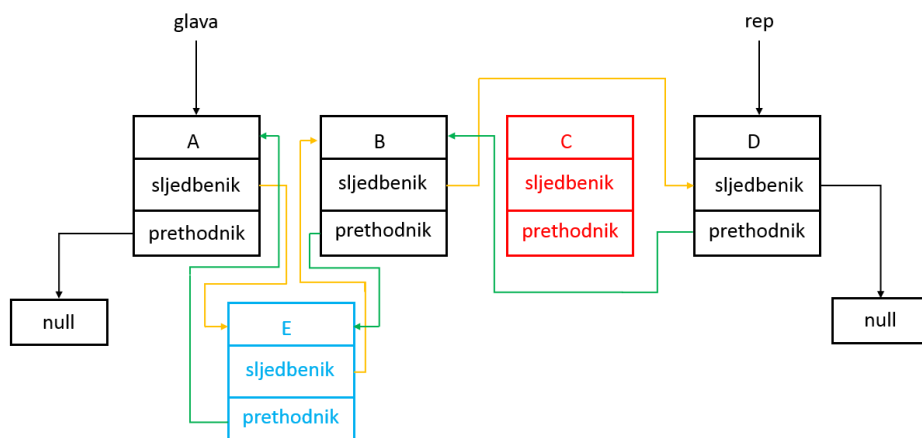 glava
rep
A
sljedbenik
prethodnik
B
sljedbenik
prethodnik
C
sljedbenik
prethodnik
D
sljedbenik
prethodnik
null
E
sljedbenik
prethodnik
null